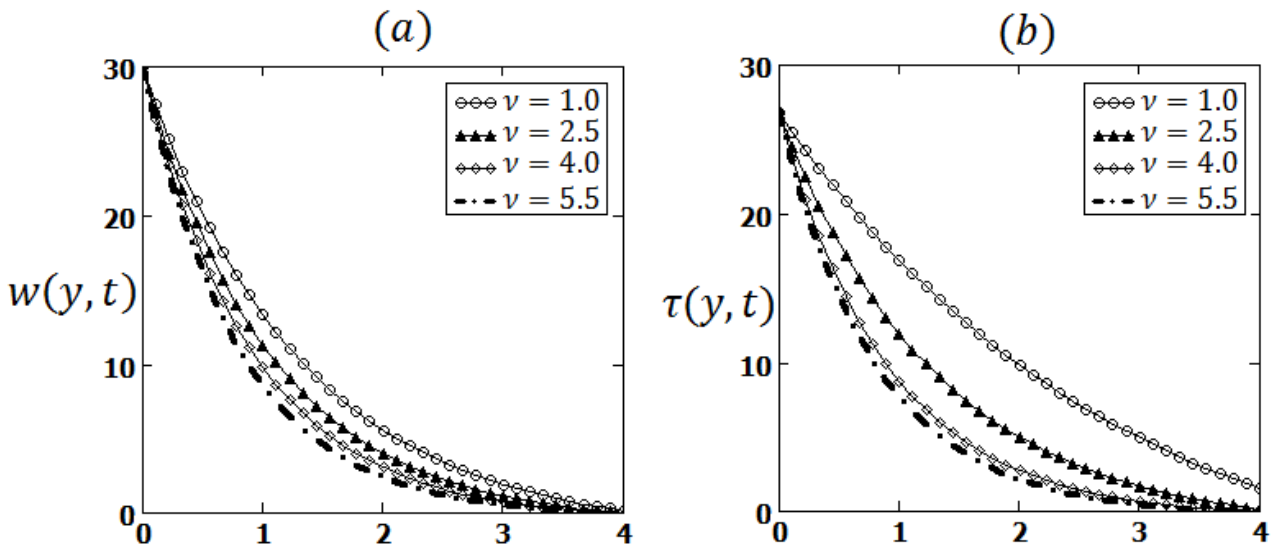 (a)
30
20
10
0
w(y, t)
ν = 1.0
ν = 2.5
ν = 4.0
ν = 5.5
0 1 2 3 4
(b)
30
20
10
0
τ(y, t)
ν = 1.0
ν = 2.5
ν = 4.0
ν = 5.5
0 1 2 3 4